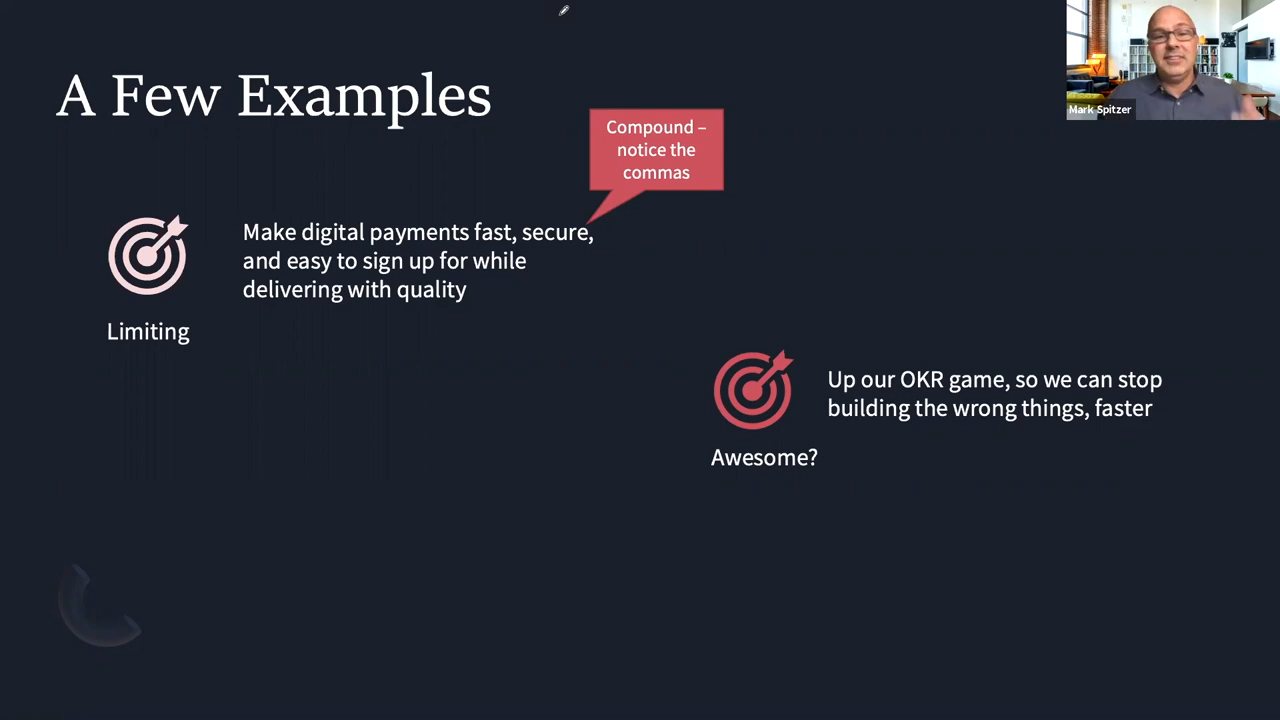 A Few Examples
Mark Spitzer
Compound –
notice the
commas
Make digital payments fast, secure,
and easy to sign up for while
delivering with quality
Limiting
Up our OKR game, so we can stop
building the wrong things, faster
Awesome?